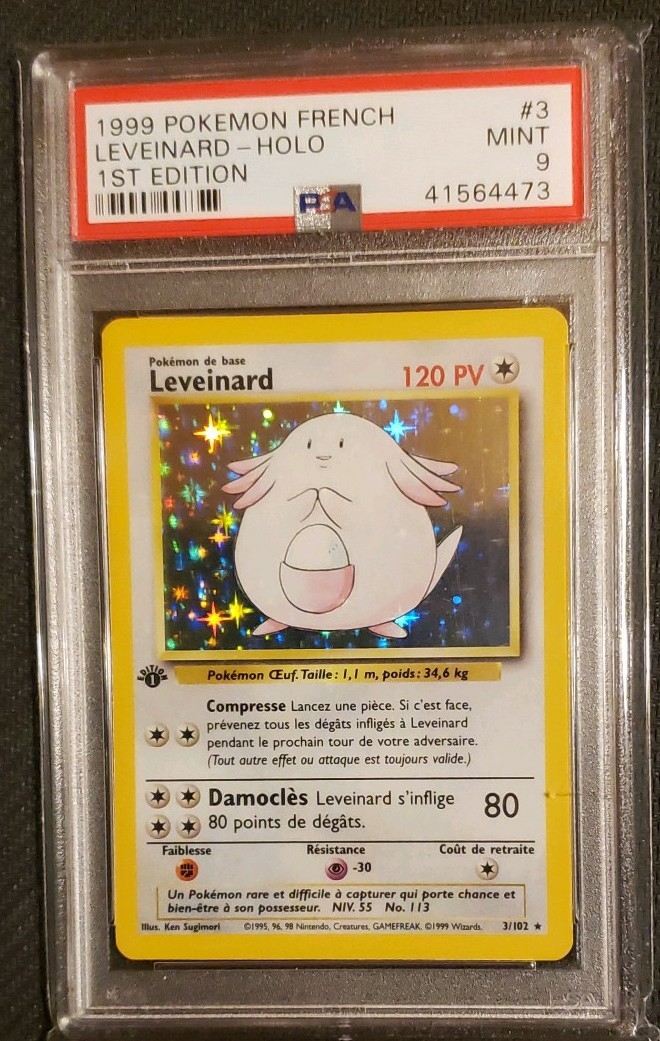 1999 POKEMON FRENCH #3
LEVEINARD - HOLO MINT
1ST EDITION 9
PSA 41564473
Pokémon de base
Leveinard 120 PV
EDITION
1
Pokémon Œuf. Taille: 1,1 m, poids: 34,6 kg
Compresse Lancez une pièce. Si c'est face,
prévenez tous les dégâts infligés à Leveinard
pendant le prochain tour de votre adversaire.
(Tout autre effet ou attaque est toujours valide.)
Damoclès Leveinard s'inflige 80
80 points de dégâts.
Faiblesse Résistance Coût de retraite
-30
Un Pokémon rare et difficile à capturer qui porte chance et
bien-être à son possesseur. NIV. 55 No. 113
Illus. Ken Sugimori ©1995, 96, 98 Nintendo, Creatures, GAMEFREAK. ©1999 Wizards. 3/102 ★